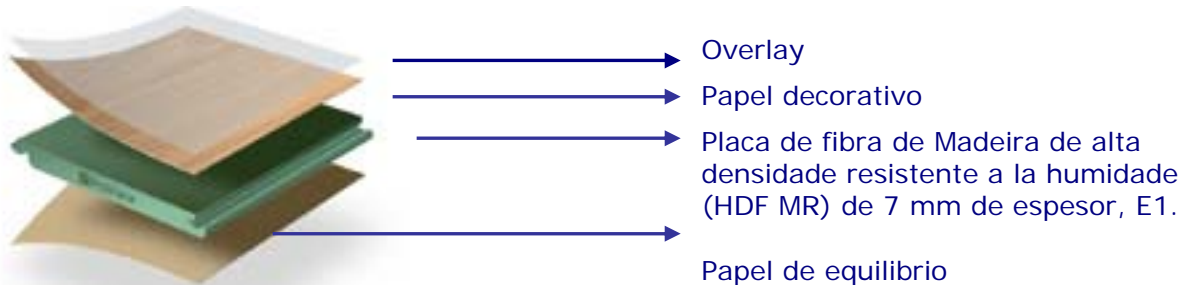 Overlay
Papel decorativo
Placa de fibra de Madeira de alta
densidade resistente a la humidade
(HDF MR) de 7 mm de espesor, E1.
Papel de equilibrio